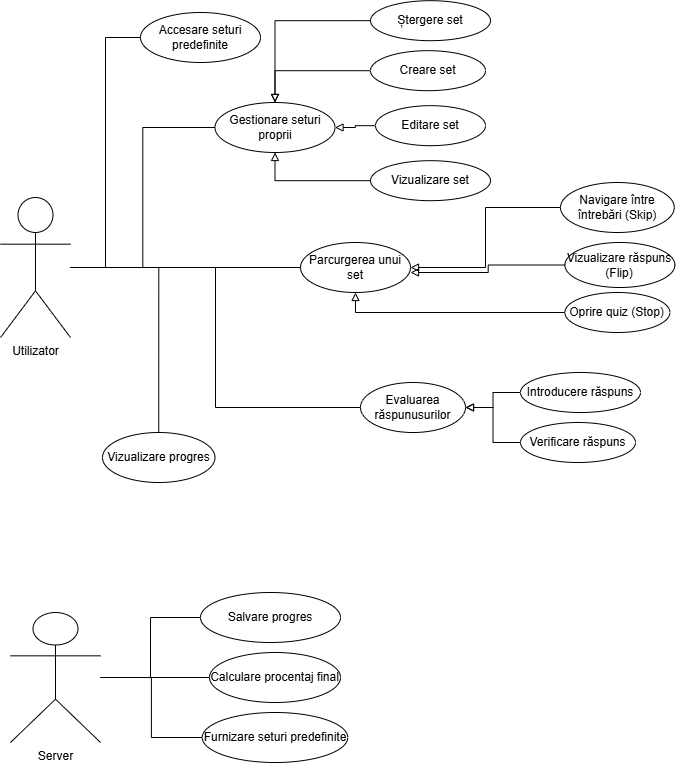 Ștergere set
Accesare seturi
predefinite
Creare set
Gestionare seturi
proprii
Editare set
Vizualizare set
Navigare între
întrebări (Skip)
Parcurgerea unui
set
Vizualizare răspuns
(Flip)
Oprire quiz (Stop)
Utilizator
Introducere răspuns
Evaluarea
răspunusurilor
Verificare răspuns
Vizualizare progres
Salvare progres
Calculare procentaj final
Furnizare seturi predefinite
Server